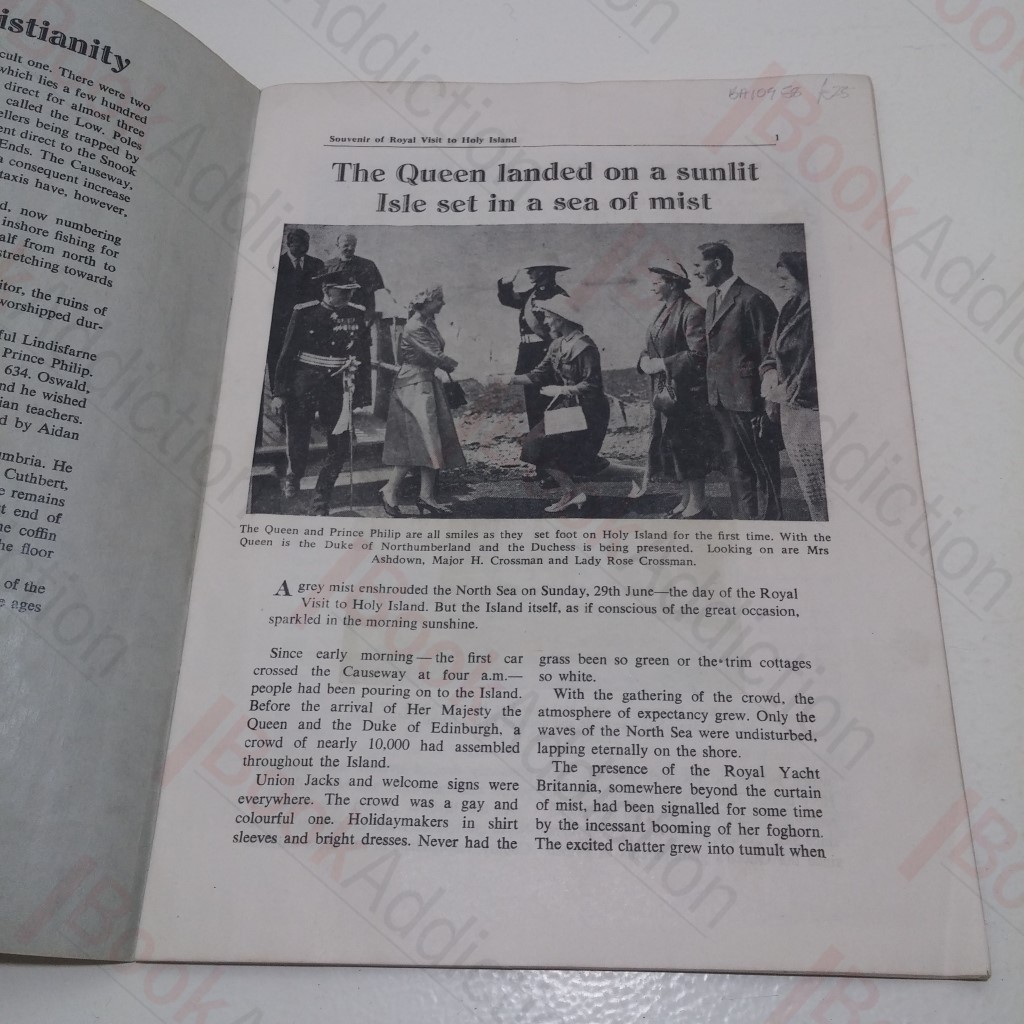 istianity
cult one. There were two
which lies a few hundred
direct for almost three
called the Low. Poles
ellers being trapped by
ent direct to the Snook
Ends. The Causeway,
a consequent increase
taxis have, however,
d, now numbering
inshore fishing for
alf from north to
stretching towards
itor, the ruins of
worshipped dur-
ful Lindisfarne
Prince Philip.
634. Oswald,
nd he wished
ian teachers.
d by Aidan
umbria. He
Cuthbert,
e remains
t end of
ne coffin
he floor
of the
e ages
Souvenir of Royal Visit to Holy Island 1
The Queen landed on a sunlit
Isle set in a sea of mist
The Queen and Prince Philip are all smiles as they set foot on Holy Island for the first time. With the
Queen is the Duke of Northumberland and the Duchess is being presented. Looking on are Mrs
Ashdown, Major H. Crossman and Lady Rose Crossman.
A grey mist enshrouded the North Sea on Sunday, 29th June—the day of the Royal
Visit to Holy Island. But the Island itself, as if conscious of the great occasion,
sparkled in the morning sunshine.
Since early morning—the first car
crossed the Causeway at four a.m.—
people had been pouring on to the Island.
Before the arrival of Her Majesty the
Queen and the Duke of Edinburgh, a
crowd of nearly 10,000 had assembled
throughout the Island.
Union Jacks and welcome signs were
everywhere. The crowd was a gay and
colourful one. Holidaymakers in shirt
sleeves and bright dresses. Never had the
grass been so green or the trim cottages
so white.
With the gathering of the crowd, the
atmosphere of expectancy grew. Only the
waves of the North Sea were undisturbed,
lapping eternally on the shore.
The presence of the Royal Yacht
Britannia, somewhere beyond the curtain
of mist, had been signalled for some time
by the incessant booming of her foghorn.
The excited chatter grew into tumult when
BookAddiction